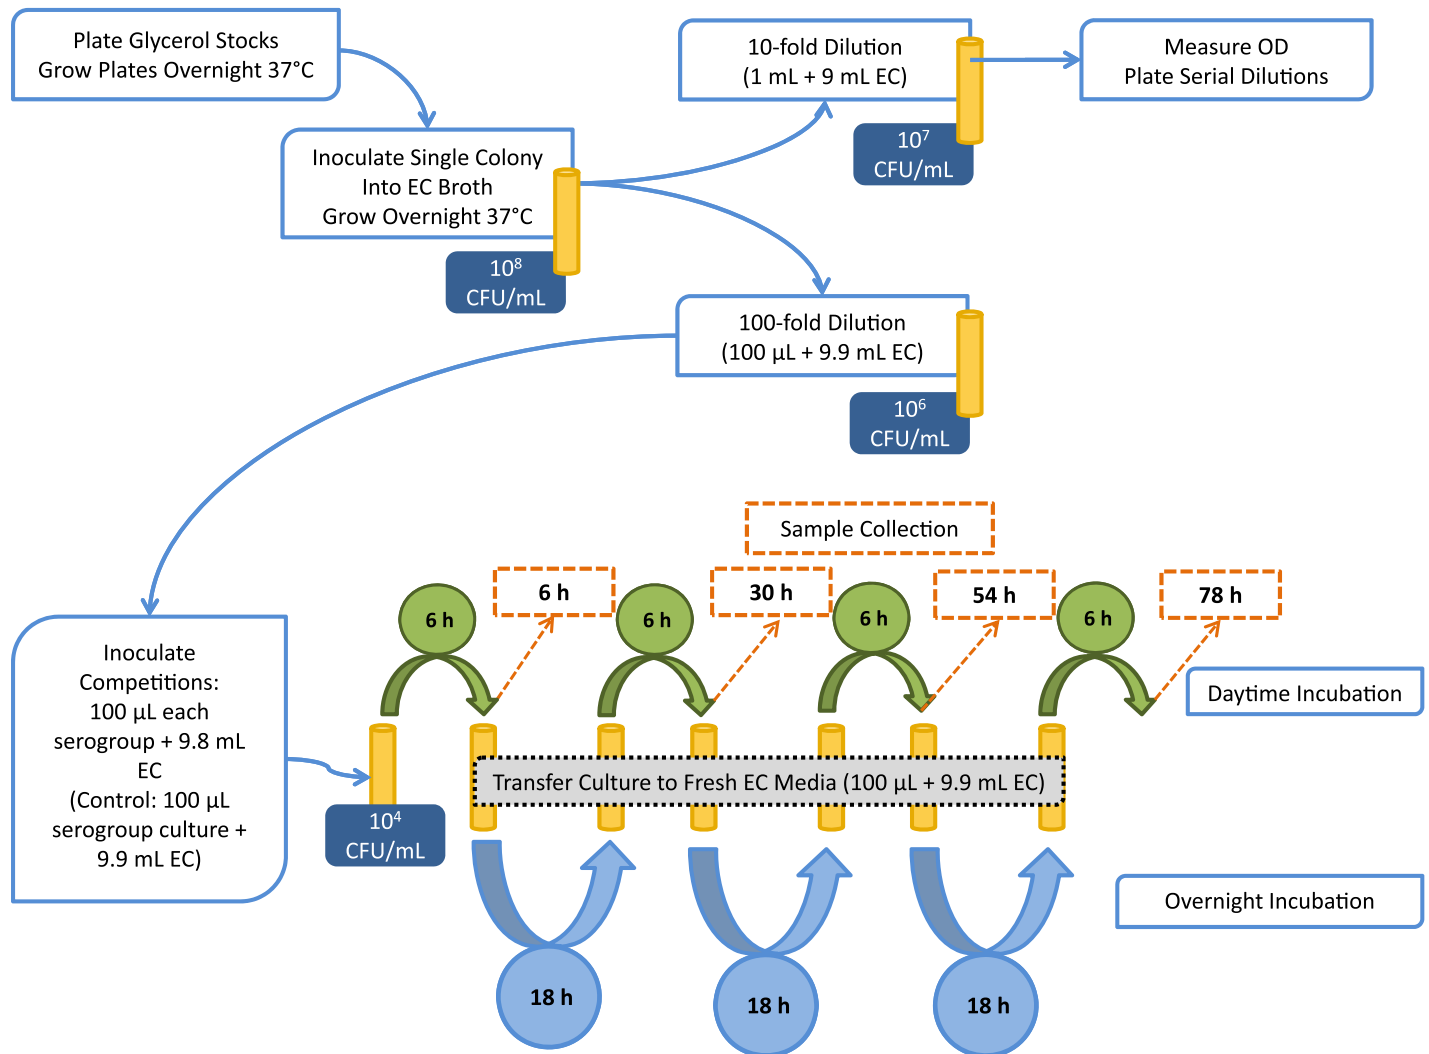 Plate Glycerol Stocks
Grow Plates Overnight 37°C
10-fold Dilution
(1 mL + 9 mL EC)
Measure OD
Plate Serial Dilutions
10⁷
CFU/mL
Inoculate Single Colony
Into EC Broth
Grow Overnight 37°C
10⁸
CFU/mL
100-fold Dilution
(100 µL + 9.9 mL EC)
10⁶
CFU/mL
Sample Collection
6 h
6 h
6 h
30 h
6 h
54 h
6 h
78 h
Inoculate
Competitions:
100 µL each
serogroup + 9.8 mL
EC
(Control: 100 µL
serogroup culture +
9.9 mL EC)
Daytime Incubation
Transfer Culture to Fresh EC Media (100 µL + 9.9 mL EC)
10⁴
CFU/mL
Overnight Incubation
18 h
18 h
18 h